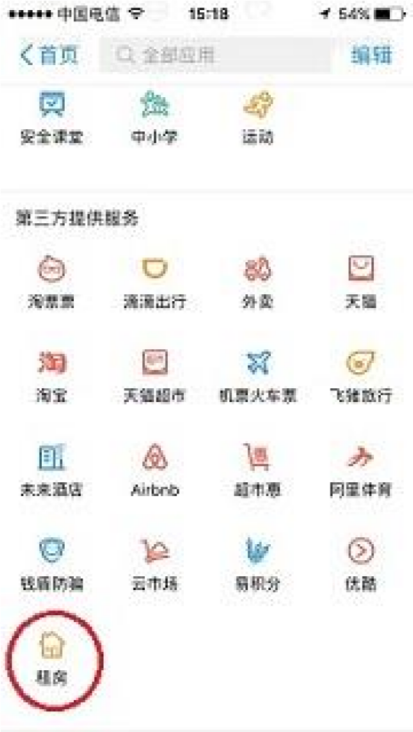 中国电信 15:18 54%
首页 全部应用 编辑
安全课堂 中小学 运动
第三方提供服务
淘票票 滴滴出行 外卖 天猫
淘宝 天猫超市 机票火车票 飞猪旅行
未来酒店 Airbnb 超市惠 阿里体育
钱盾防骗 云市场 易积分 优酷
租房